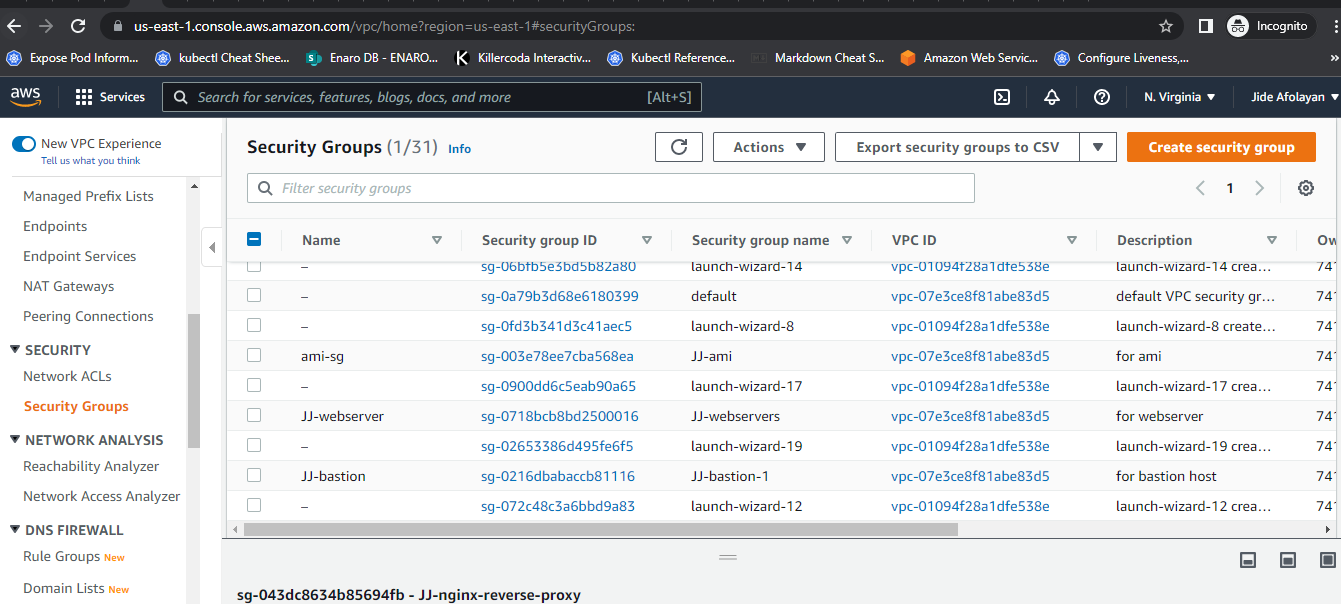 us-east-1.console.aws.amazon.com/vpc/home?region=us-east-1#securityGroups:
Incognito
Expose Pod Inform... kubectl Cheat Shee... Enaro DB - ENARO... Killercoda Interactiv... Kubectl Reference... Markdown Cheat S... Amazon Web Servic... Configure Liveness,... »
aws Services Search for services, features, blogs, docs, and more [Alt+S] N. Virginia Jide Afolayan
New VPC Experience
Tell us what you think
Managed Prefix Lists
Endpoints
Endpoint Services
NAT Gateways
Peering Connections
SECURITY
Network ACLs
Security Groups
NETWORK ANALYSIS
Reachability Analyzer
Network Access Analyzer
DNS FIREWALL
Rule Groups New
Domain Lists New
Security Groups (1/31) Info Actions Export security groups to CSV Create security group
Filter security groups 1
Name Security group ID Security group name VPC ID Description Ow
– sg-06bfb5e3bd5b82a80 launch-wizard-14 vpc-01094f28a1dfe538e launch-wizard-14 crea... 741
– sg-0a79b3d68e6180399 default vpc-07e3ce8f81abe83d5 default VPC security gr... 741
– sg-0fd3b341d3c41aec5 launch-wizard-8 vpc-01094f28a1dfe538e launch-wizard-8 create... 741
ami-sg sg-003e78ee7cba568ea JJ-ami vpc-07e3ce8f81abe83d5 for ami 741
– sg-0900dd6c5eab90a65 launch-wizard-17 vpc-01094f28a1dfe538e launch-wizard-17 crea... 741
JJ-webserver sg-0718bcb8bd2500016 JJ-webservers vpc-07e3ce8f81abe83d5 for webserver 741
– sg-02653386d495fe6f5 launch-wizard-19 vpc-01094f28a1dfe538e launch-wizard-19 crea... 741
JJ-bastion sg-0216dbabaccb81116 JJ-bastion-1 vpc-07e3ce8f81abe83d5 for bastion host 741
– sg-072c48c3a6bbd9a83 launch-wizard-12 vpc-01094f28a1dfe538e launch-wizard-12 crea... 741
sg-043dc8634b85694fb - JJ-nginx-reverse-proxy